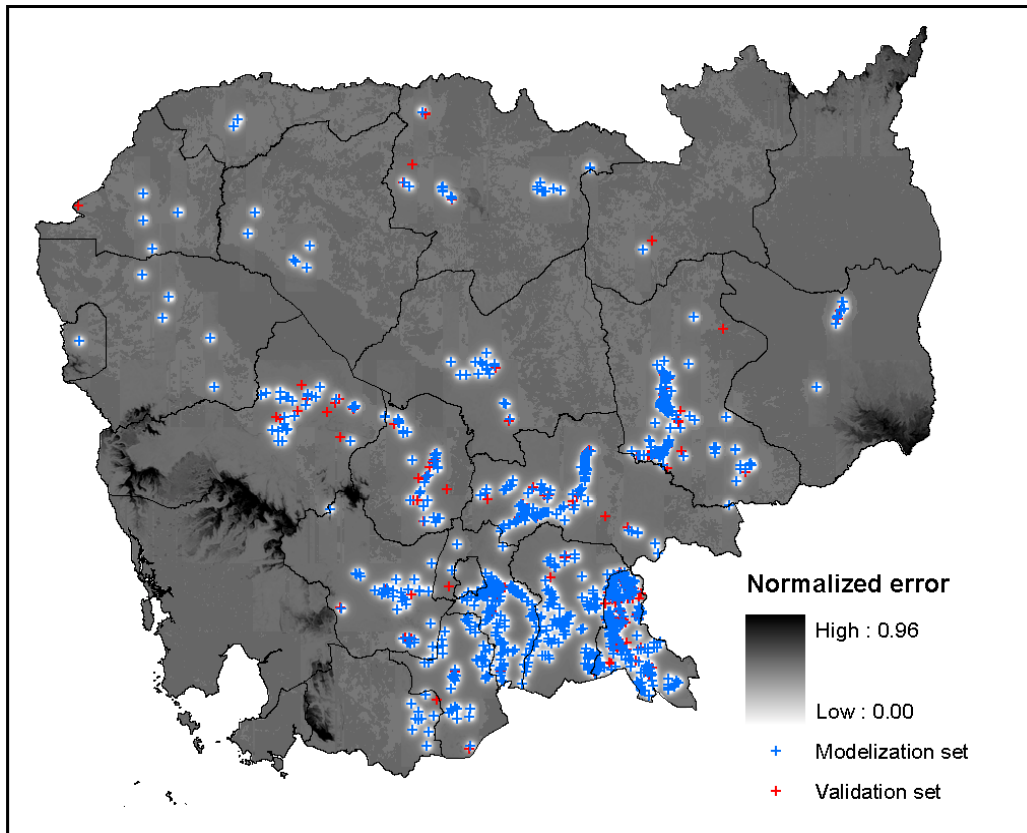 Normalized error
High : 0.96
Low : 0.00
Modelization set
Validation set